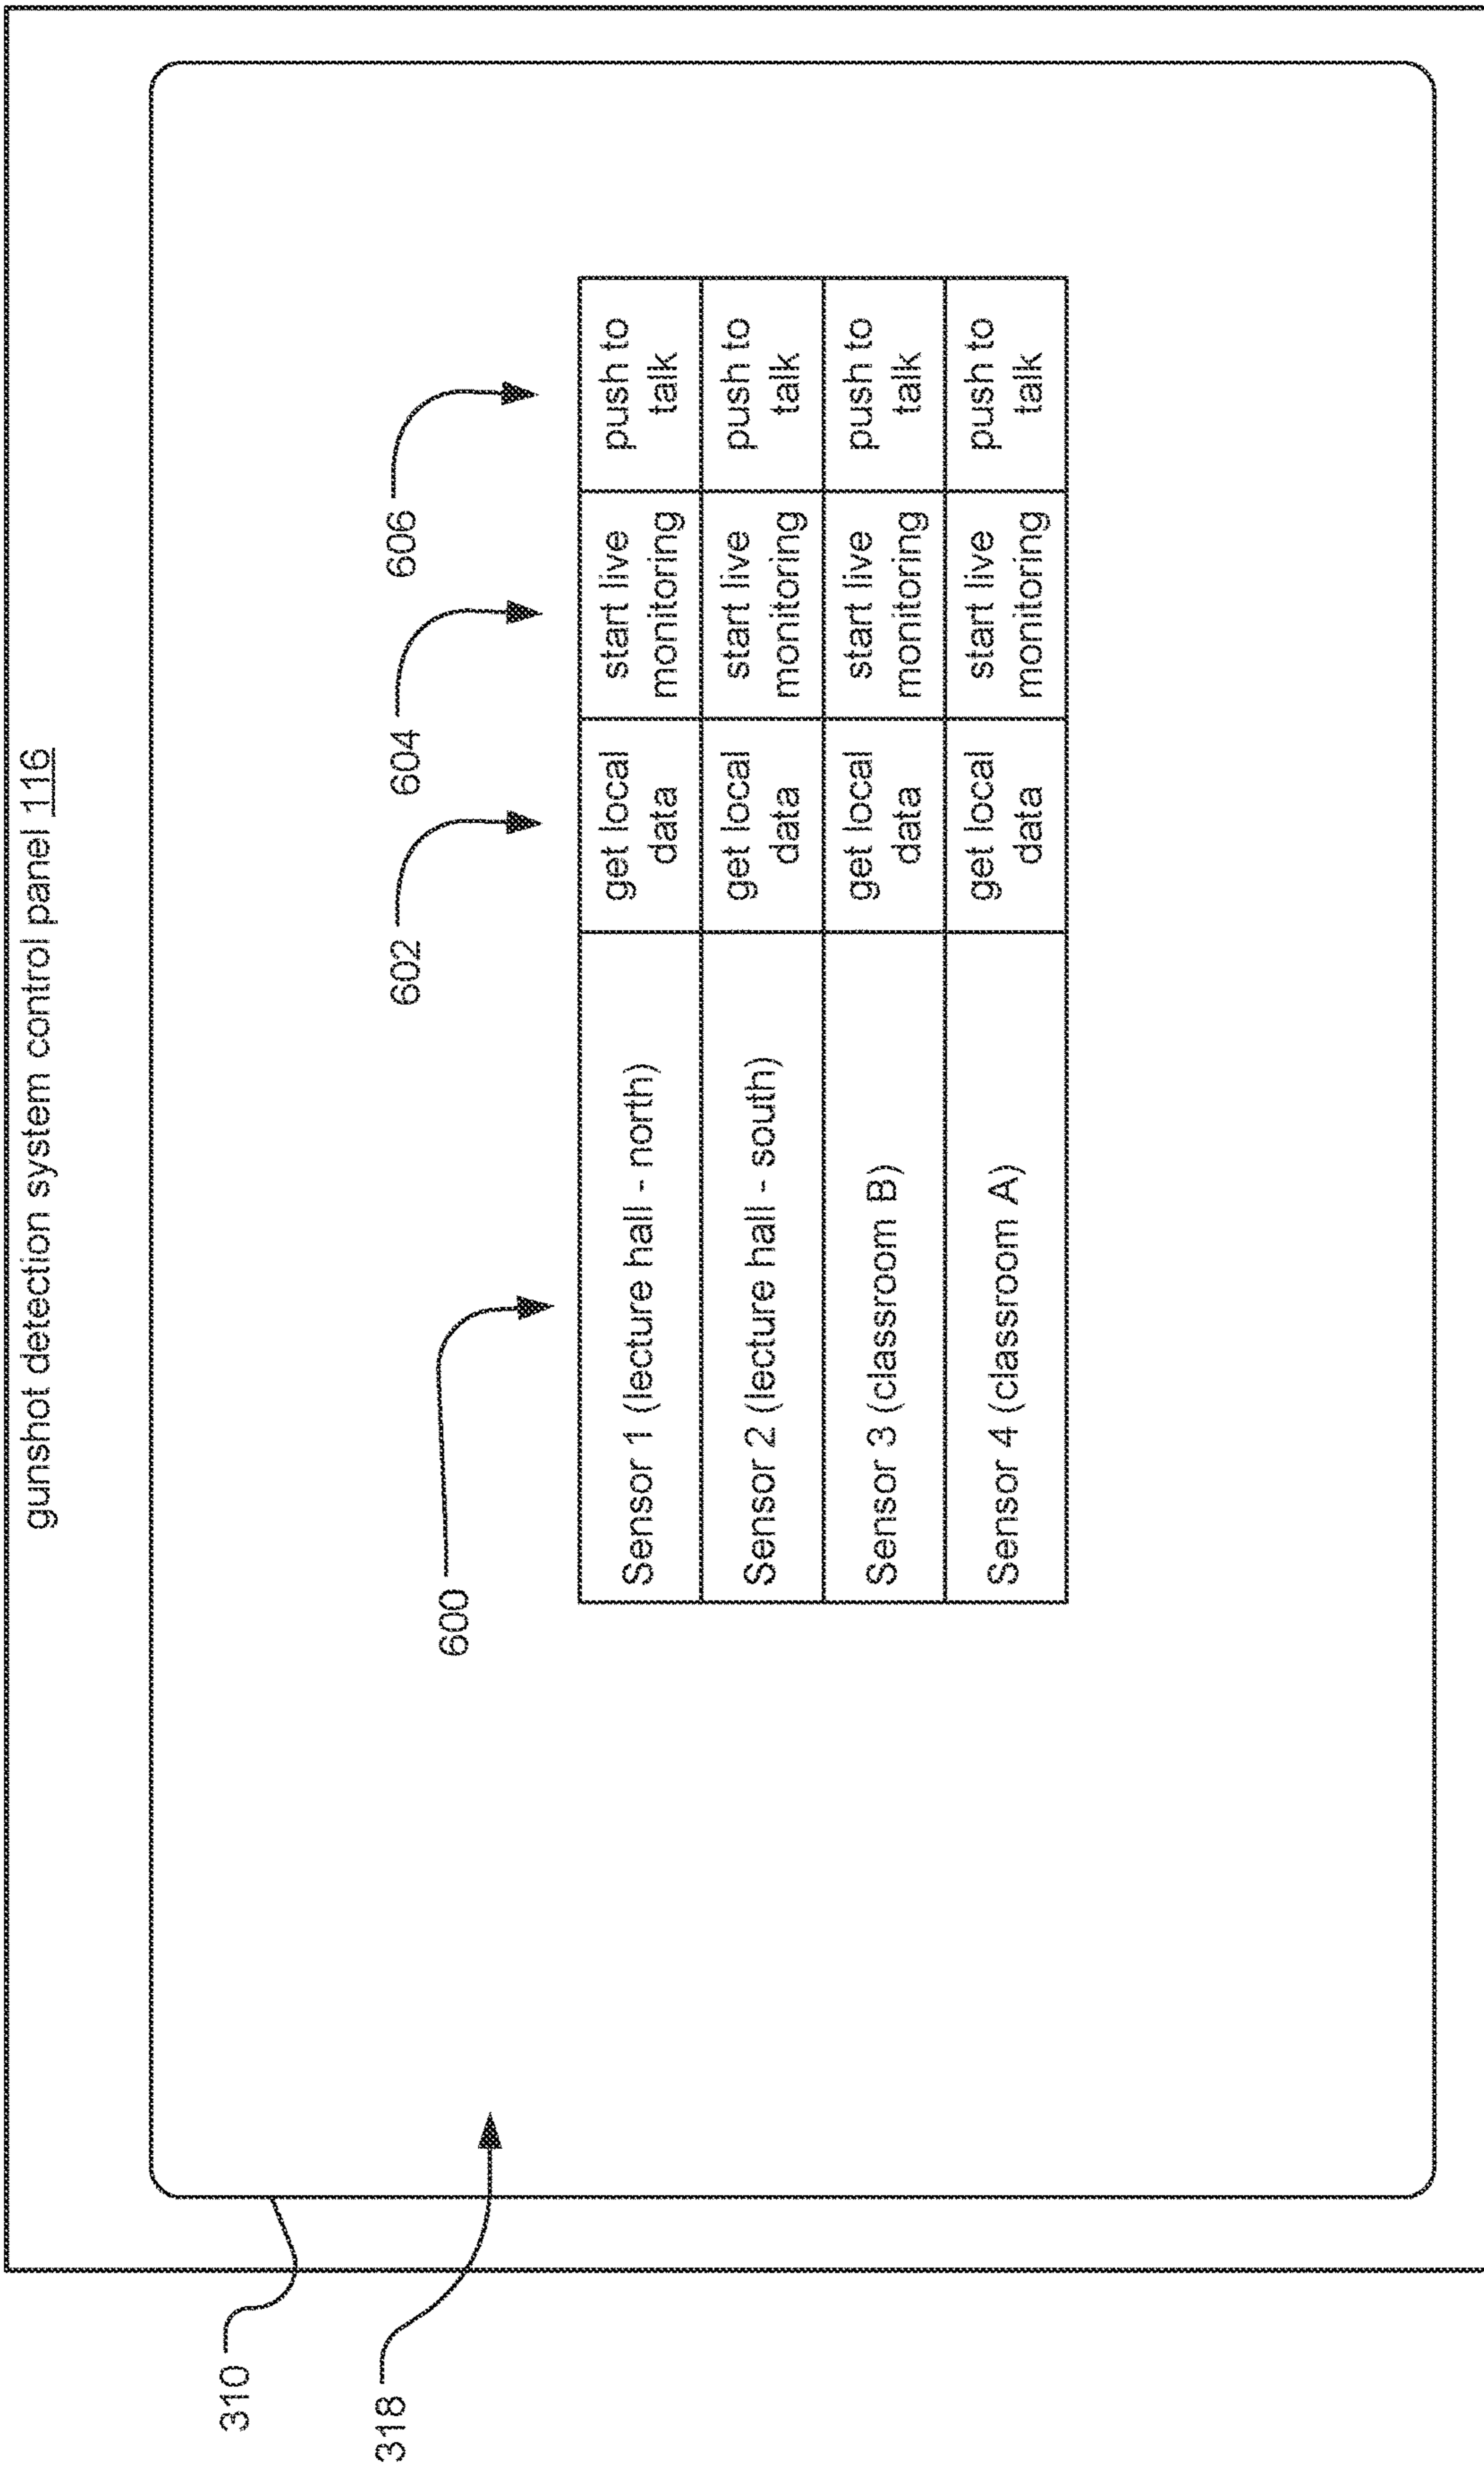 gunshot detection system control panel 116
606
604
602
600
Sensor 1 (lecture hall - north)
get local
data
start live
monitoring
push to
talk
Sensor 2 (lecture hall - south)
get local
data
start live
monitoring
push to
talk
Sensor 3 (classroom B)
get local
data
start live
monitoring
push to
talk
Sensor 4 (classroom A)
get local
data
start live
monitoring
push to
talk
310
318